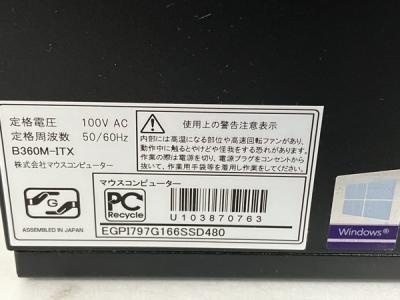 定格電圧 100V AC
定格周波数 50/60Hz
B360M-ITX
株式会社マウスコンピューター
使用上の警告注意表示
内部には高温になる部位や高速回転ファンがあり、
動作中に触るとやけどや怪我をする恐れがあります。
作業の際は電源を切り、電源プラグをコンセントから
抜いて、作業用手袋等を着用し作業してください。
G
ASSEMBLED IN JAPAN
マウスコンピューター
PC
Recycle
U103870763
EGPI797G166SSD480
Windows